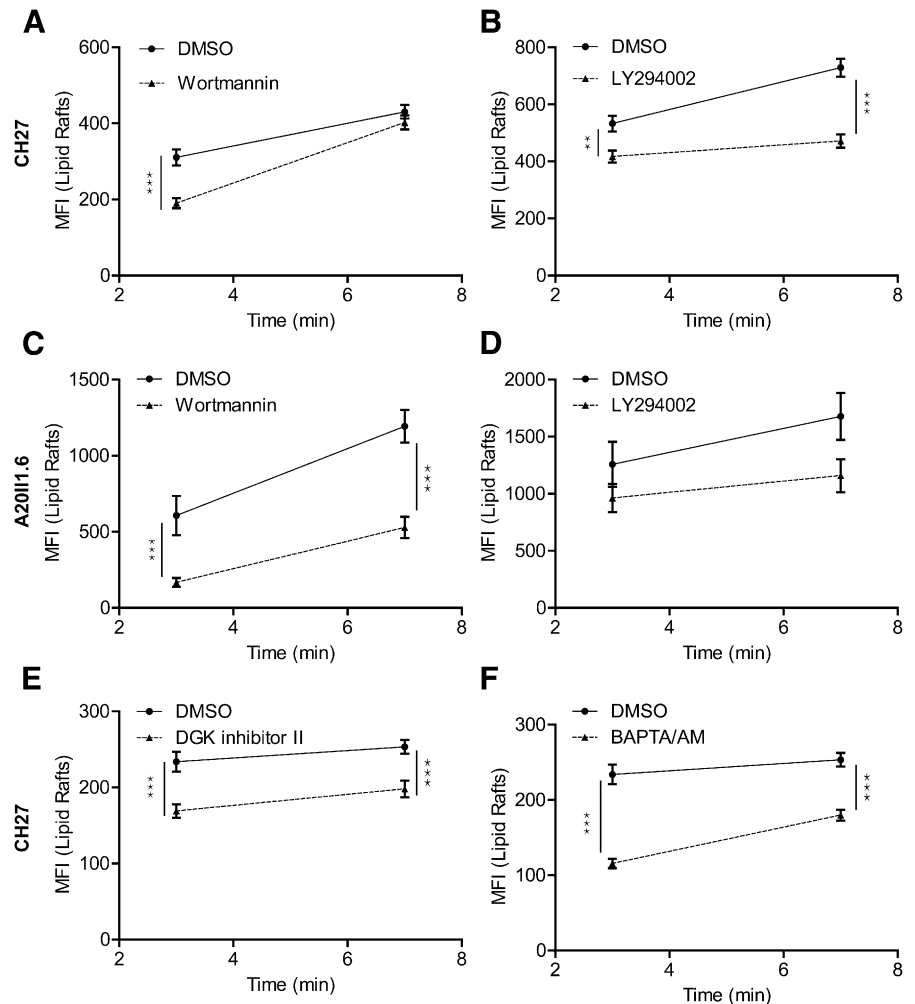 A
600
400
200
0
2 4 6 8
MFI (Lipid Rafts)
Time (min)
CH27
DMSO
Wortmannin
***
B
800
600
400
200
0
2 4 6 8
MFI (Lipid Rafts)
Time (min)
DMSO
LY294002
**
***
C
1500
1000
500
0
2 4 6 8
MFI (Lipid Rafts)
Time (min)
A20II1.6
DMSO
Wortmannin
***
***
D
2000
1500
1000
500
0
2 4 6 8
MFI (Lipid Rafts)
Time (min)
DMSO
LY294002
E
300
200
100
0
2 4 6 8
MFI (Lipid Rafts)
Time (min)
CH27
DMSO
DGK inhibitor II
***
***
F
300
200
100
0
2 4 6 8
MFI (Lipid Rafts)
Time (min)
DMSO
BAPTA/AM
***
***